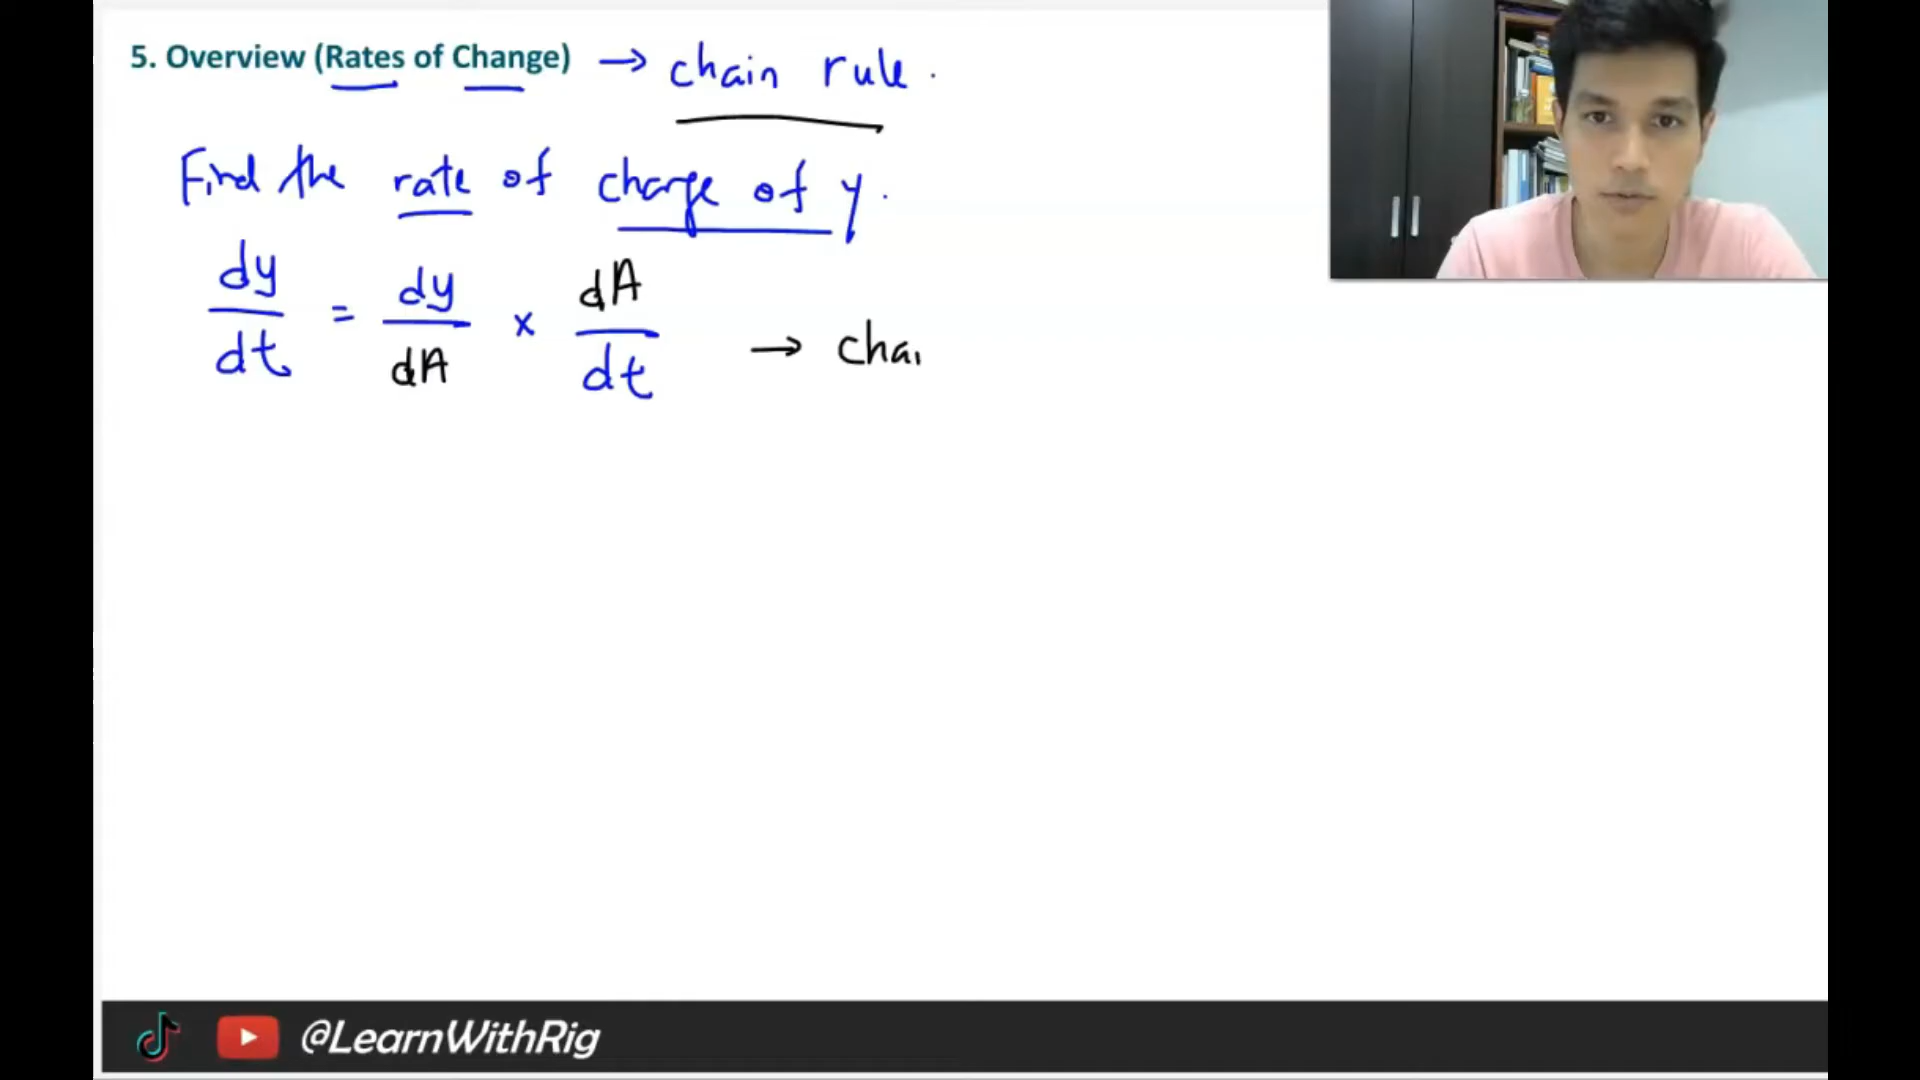 5. Overview (Rates of Change) → chain rule.
Find the rate of change of y.
dy/dt = dy/dA × dA/dt → chai
@LearnWithRig